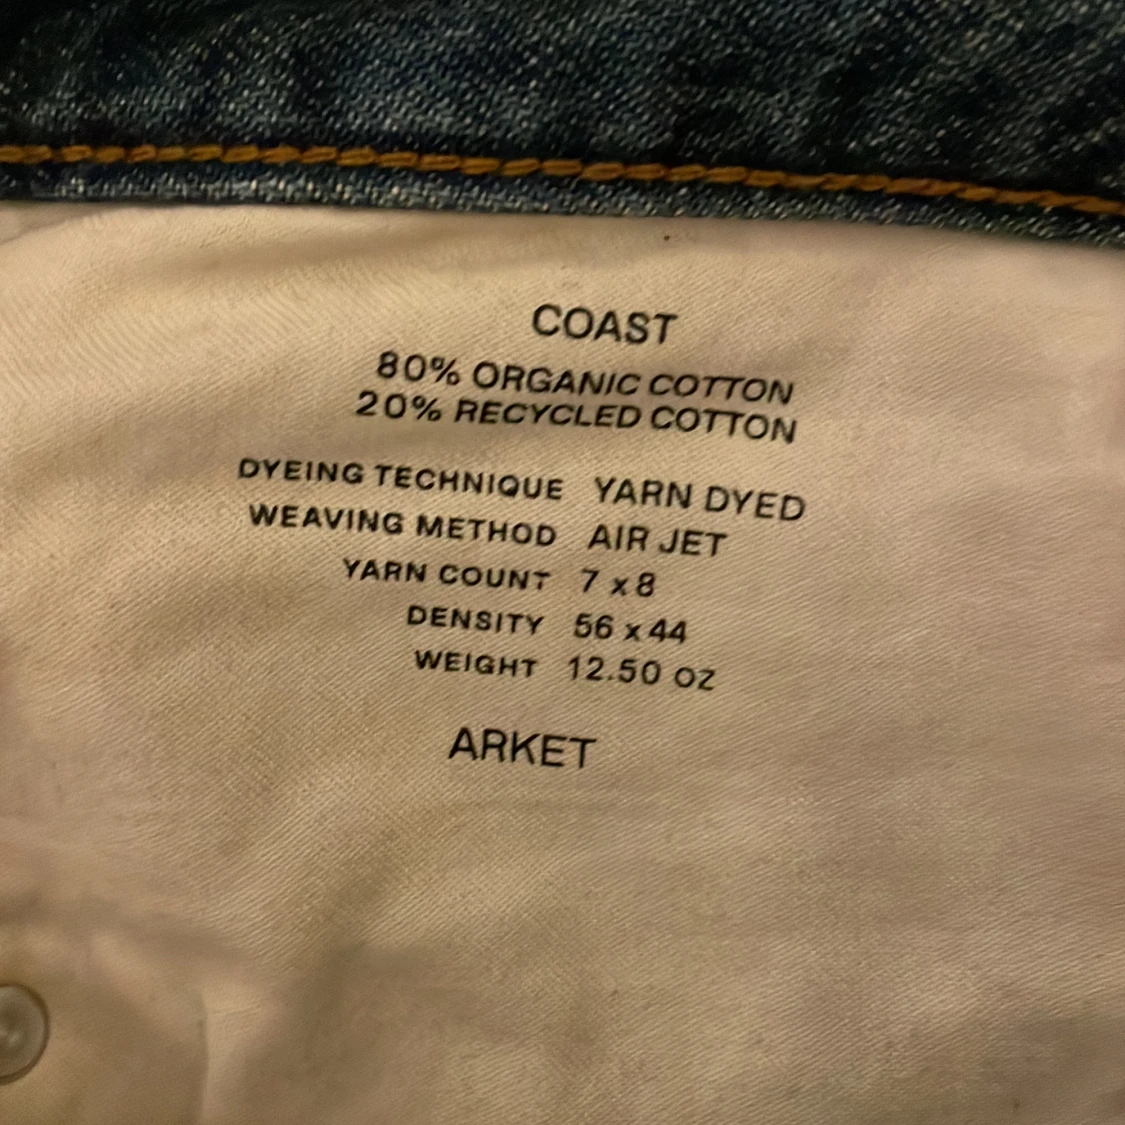 COAST
80% ORGANIC COTTON
20% RECYCLED COTTON
DYEING TECHNIQUE YARN DYED
WEAVING METHOD AIR JET
YARN COUNT 7 x 8
DENSITY 56 x 44
WEIGHT 12.50 OZ
ARKET